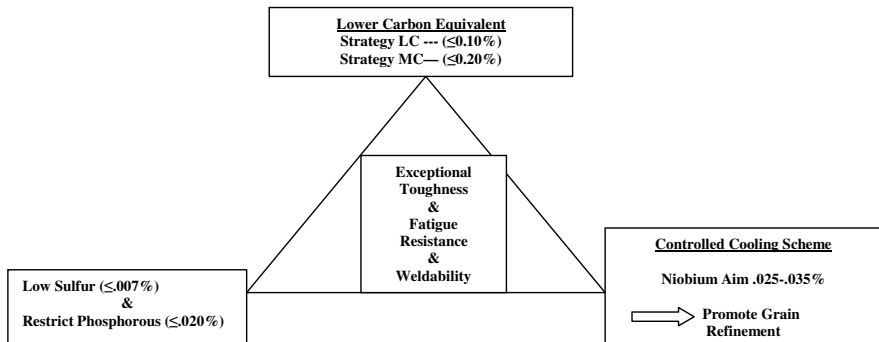 Lower Carbon Equivalent
Strategy LC --- (≤0.10%)
Strategy MC— (≤0.20%)
Exceptional
Toughness
&
Fatigue
Resistance
&
Weldability
Low Sulfur (≤.007%)
&
Restrict Phosphorous (≤.020%)
Controlled Cooling Scheme
Niobium Aim .025-.035%
Promote Grain
Refinement